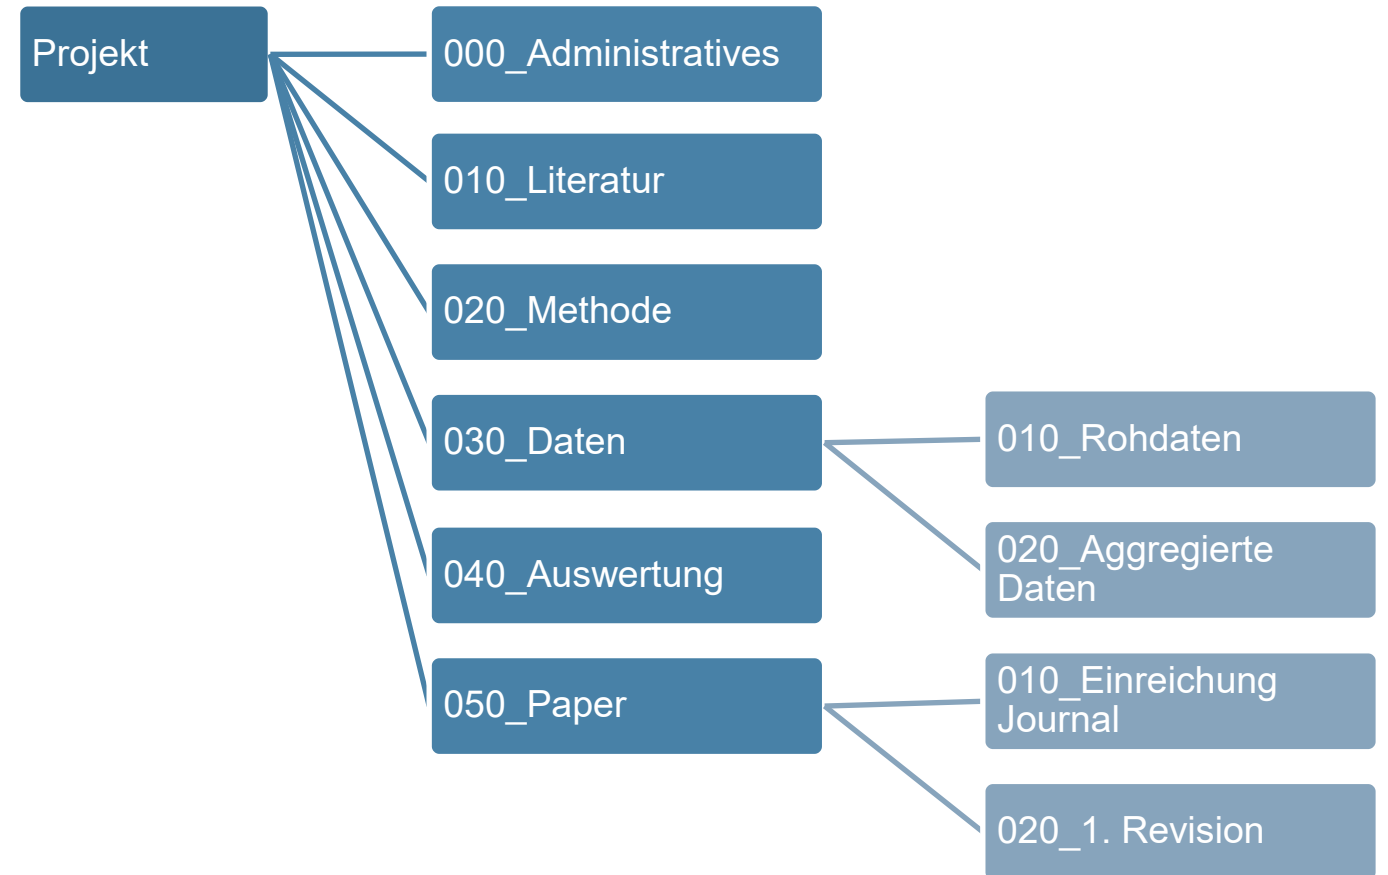 Projekt
000_Administratives
010_Literatur
020_Methode
030_Daten
010_Rohdaten
020_Aggregierte
Daten
040_Auswertung
050_Paper
010_Einreichung
Journal
020_1. Revision